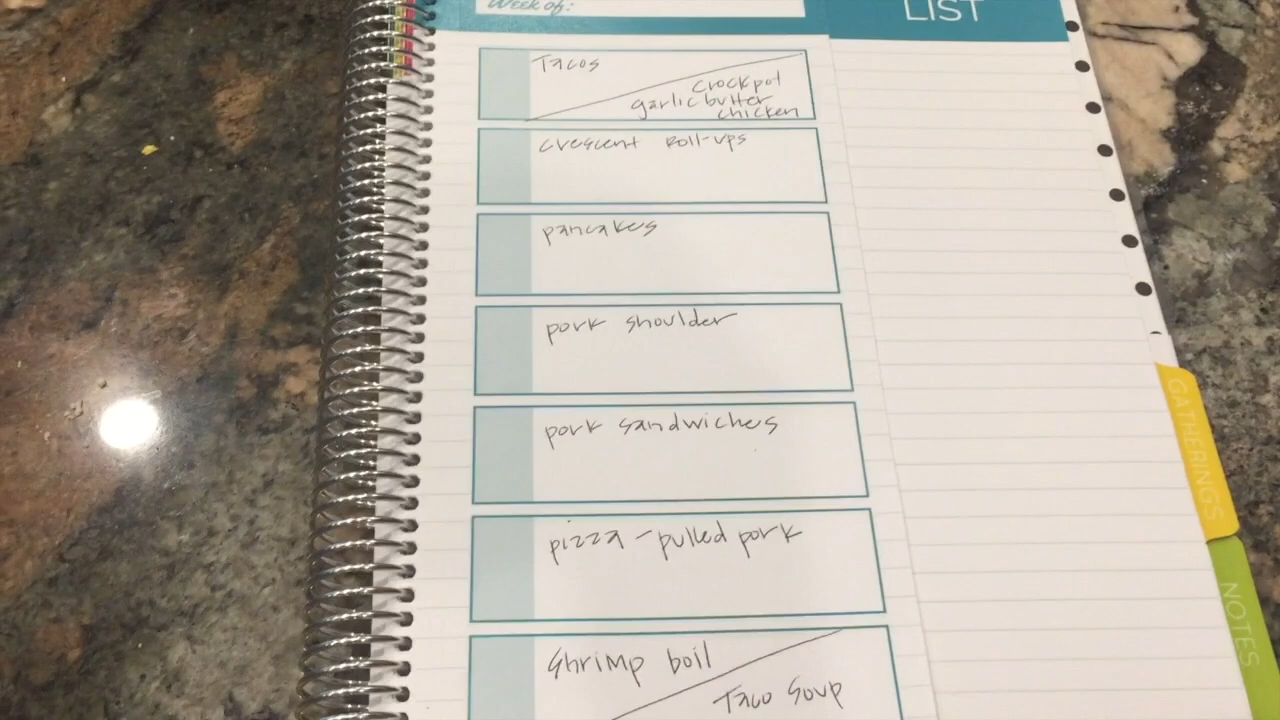 Week of:
LIST
Tacos
Crockpot
garlic butter
chicken
crescent roll-ups
pancakes
pork shoulder
pork sandwiches
pizza - pulled pork
Shrimp boil
Taco Soup
GATHERINGS
NOTES